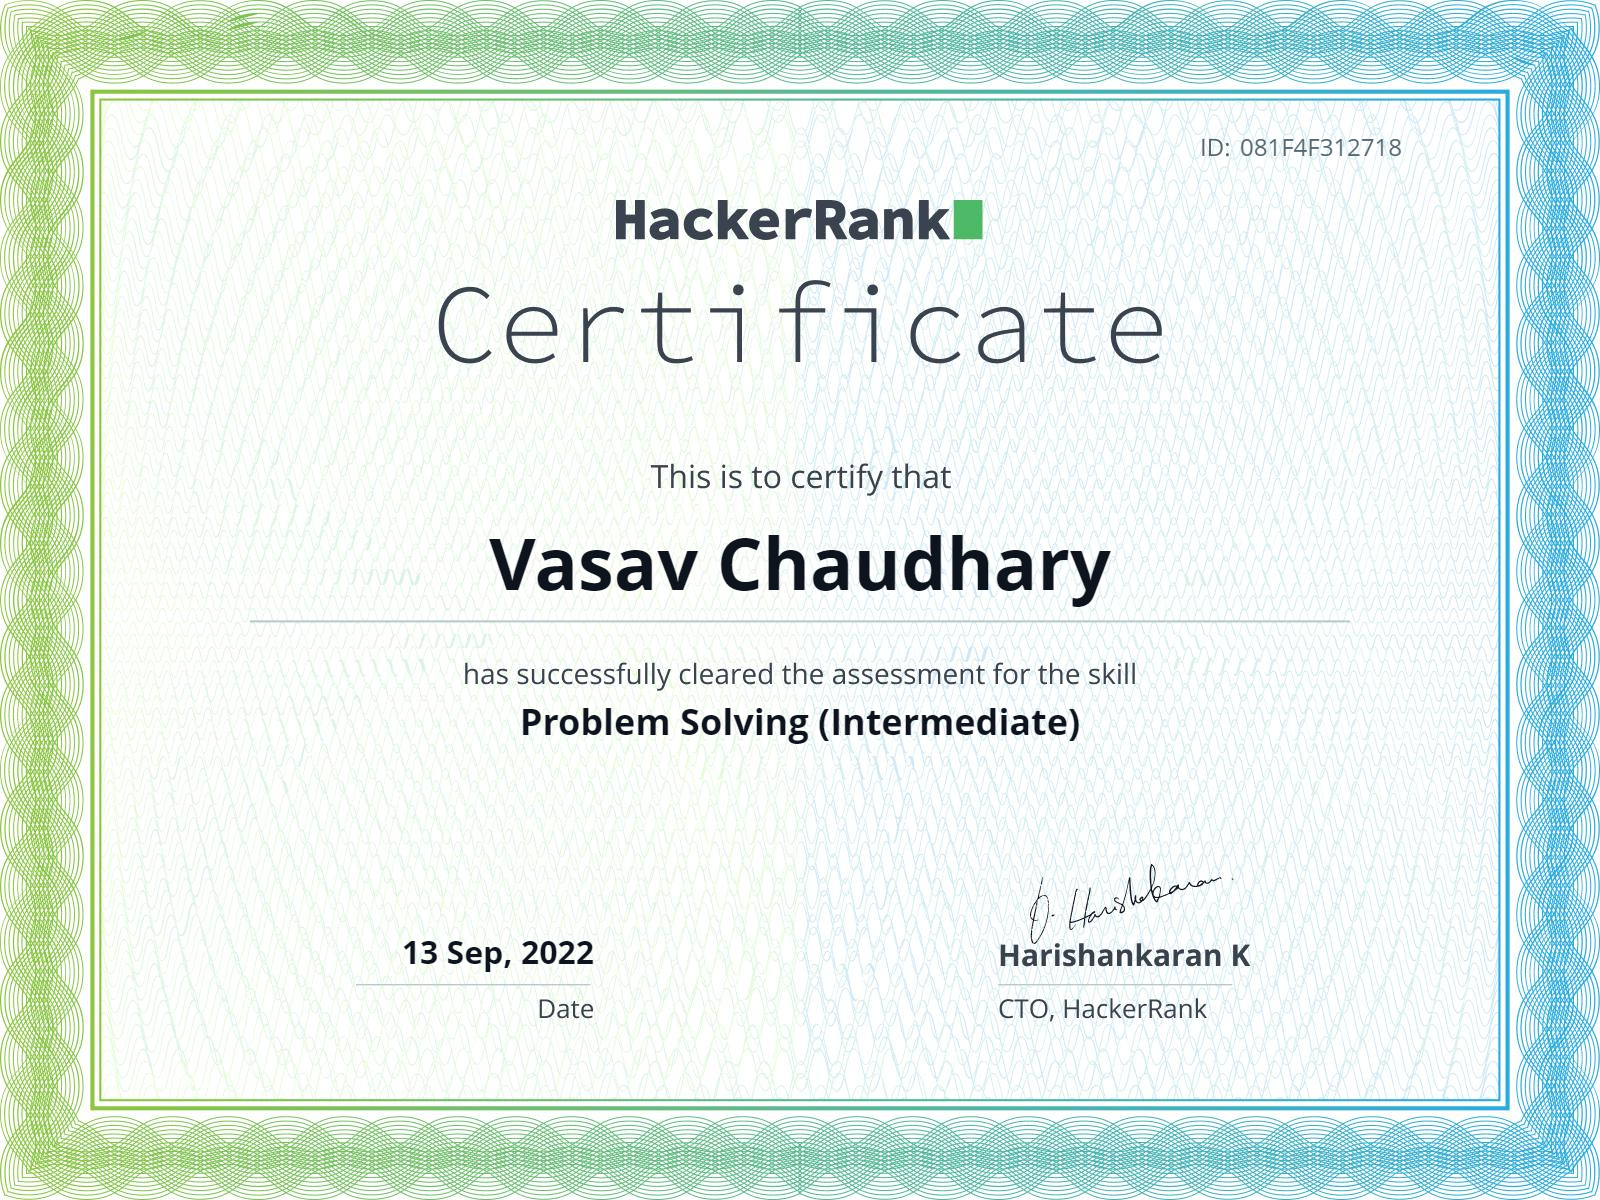 ID: 081F4F312718
HackerRank
Certificate
This is to certify that
Vasav Chaudhary
has successfully cleared the assessment for the skill
Problem Solving (Intermediate)
13 Sep, 2022
Date
Harishankaran K
CTO, HackerRank